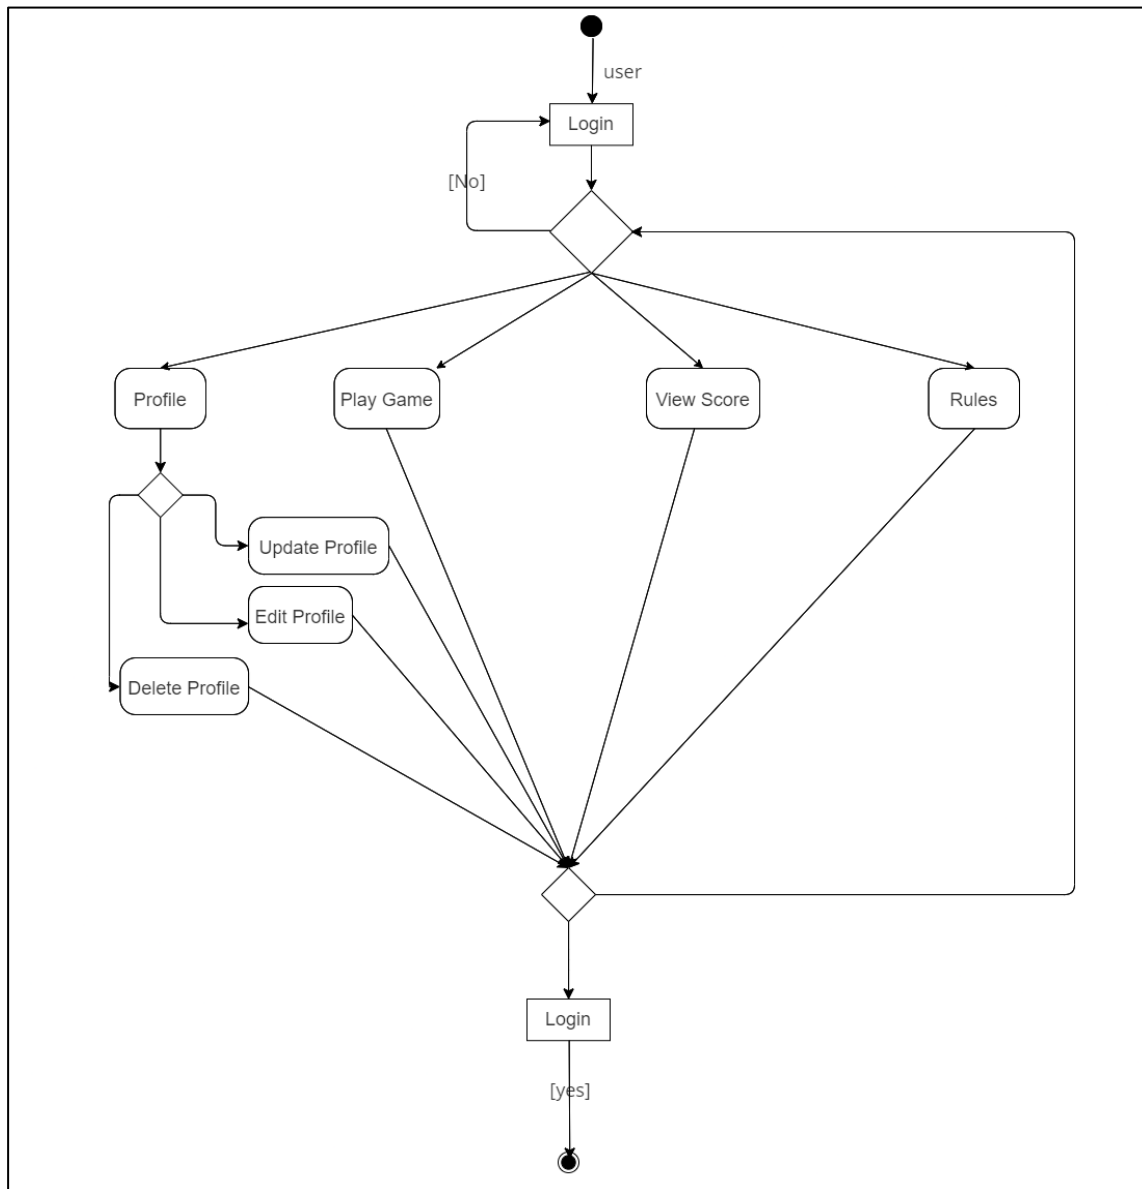 user
Login
[No]
Profile
Play Game
View Score
Rules
Update Profile
Edit Profile
Delete Profile
Login
[yes]